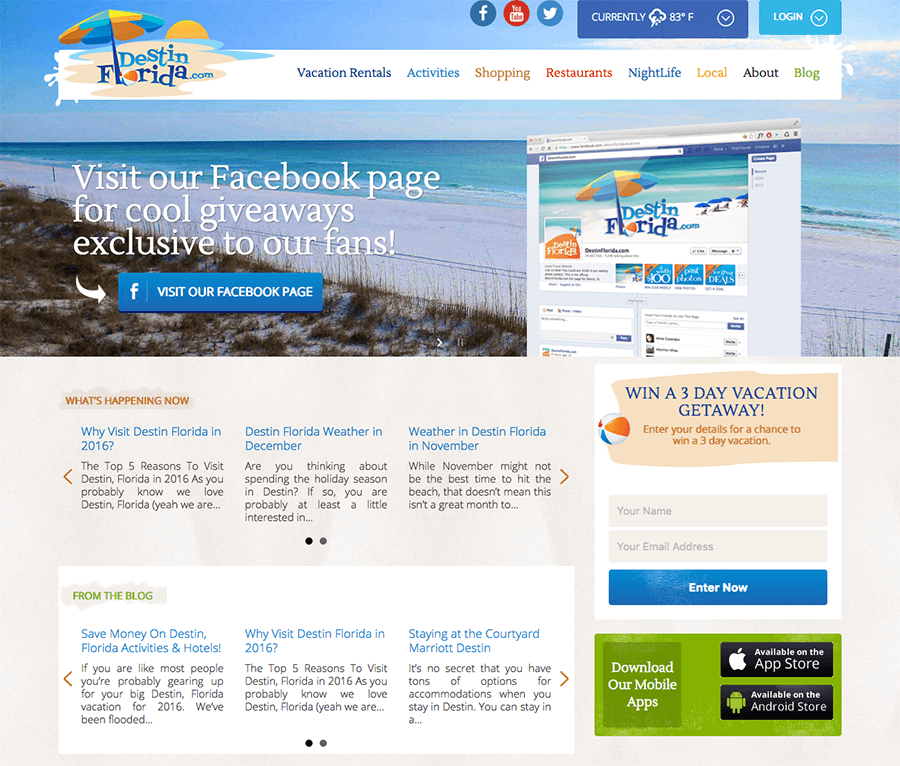 CURRENTLY 83° F
LOGIN
You Tube
Destin
Florida.com
Vacation Rentals Activities Shopping Restaurants NightLife Local About Blog
Visit our Facebook page
for cool giveaways
exclusive to our fans!
VISIT OUR FACEBOOK PAGE
Destin
Florida.com
DestinFlorida.com
WHAT'S HAPPENING NOW
Why Visit Destin Florida in
2016?
The Top 5 Reasons To Visit
Destin, Florida in 2016 As you
probably know we love
Destin, Florida (yeah we are...
Destin Florida Weather in
December
Are you thinking about
spending the holiday season
in Destin? If so, you are
probably at least a little
interested in...
Weather in Destin Florida
in November
While November might not
be the best time to hit the
beach, that doesn't mean this
isn't a great month to...
WIN A 3 DAY VACATION
GETAWAY!
Enter your details for a chance to
win a 3 day vacation.
Your Name
Your Email Address
Enter Now
FROM THE BLOG
Save Money On Destin,
Florida Activities & Hotels!
If you are like most people
you're probably gearing up
for your big Destin, Florida
vacation for 2016. We've
been flooded...
Why Visit Destin Florida in
2016?
The Top 5 Reasons To Visit
Destin, Florida in 2016 As you
probably know we love
Destin, Florida (yeah we are...
Staying at the Courtyard
Marriott Destin
It's no secret that you have
tons of options for
accommodations when you
stay in Destin. You can stay in
a...
Download
Our Mobile
Apps
Available on the
App Store
Available on the
Android Store